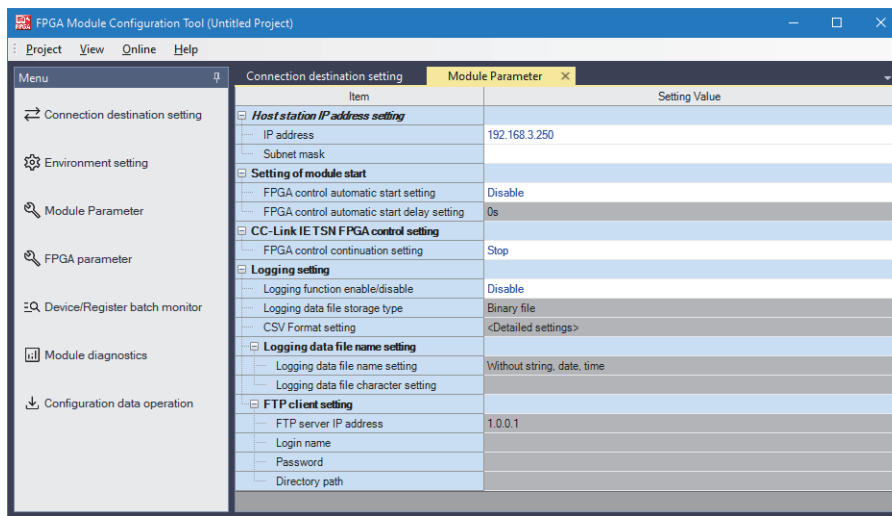 FPGA Module Configuration Tool (Untitled Project)
Project View Online Help
Menu
Connection destination setting
Environment setting
Module Parameter
FPGA parameter
Device/Register batch monitor
Module diagnostics
Configuration data operation
Connection destination setting Module Parameter
Item Setting Value
Host station IP address setting
IP address 192.168.3.250
Subnet mask
Setting of module start
FPGA control automatic start setting Disable
FPGA control automatic start delay setting 0s
CC-Link IETSN FPGA control setting
FPGA control continuation setting Stop
Logging setting
Logging function enable/disable Disable
Logging data file storage type Binary file
CSV Format setting <Detailed settings>
Logging data file name setting
Logging data file name setting Without string, date, time
Logging data file character setting
FTP client setting
FTP server IP address 1.0.0.1
Login name
Password
Directory path